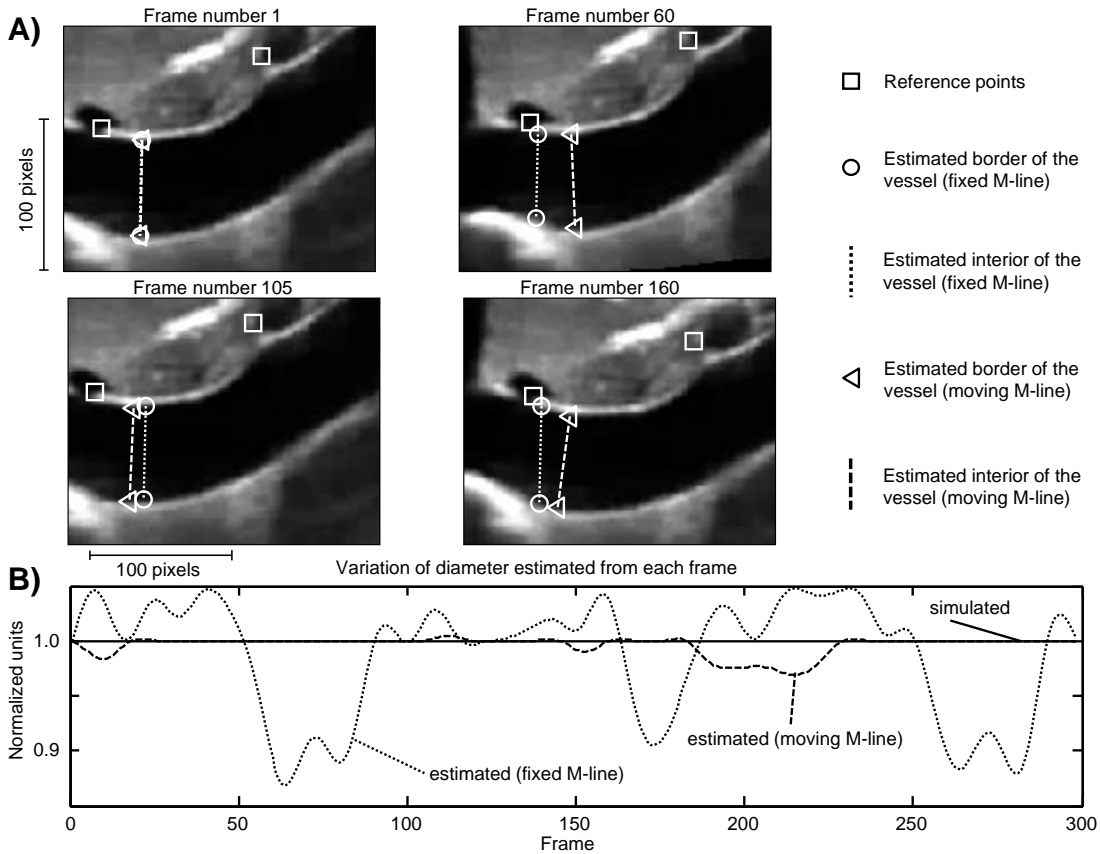 A)
Frame number 1
Frame number 60
100 pixels
Frame number 105
Frame number 160
100 pixels
Reference points
Estimated border of the
vessel (fixed M-line)
Estimated interior of the
vessel (fixed M-line)
Estimated border of the
vessel (moving M-line)
Estimated interior of the
vessel (moving M-line)
B)
Variation of diameter estimated from each frame
Normalized units
1.0
0.9
simulated
estimated (moving M-line)
estimated (fixed M-line)
0 50 100 150 200 250 300
Frame